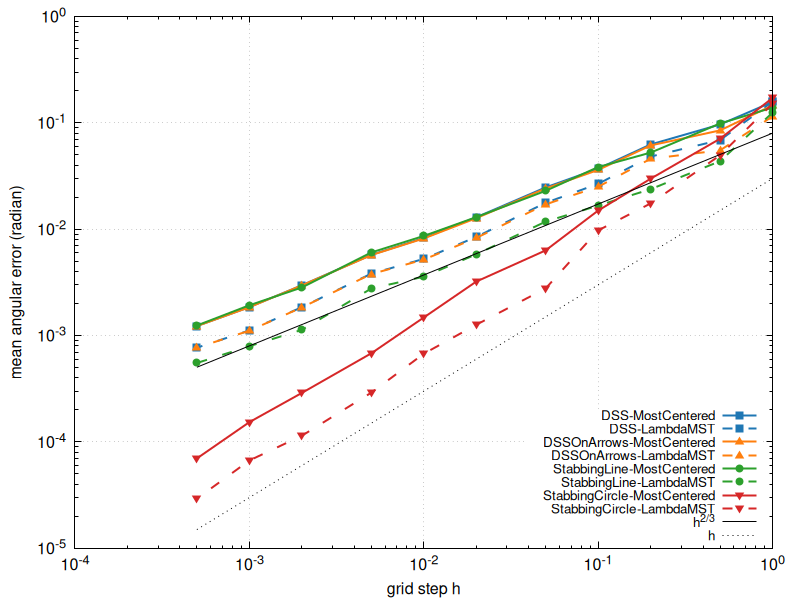 10^0
10^-1
10^-2
10^-3
10^-4
10^-5
mean angular error (radian)
DSS-MostCentered
DSS-LambdaMST
DSSOnArrows-MostCentered
DSSOnArrows-LambdaMST
StabbingLine-MostCentered
StabbingLine-LambdaMST
StabbingCircle-MostCentered
StabbingCircle-LambdaMST
h^2/3
h
10^-4 10^-3 10^-2 10^-1 10^0
grid step h